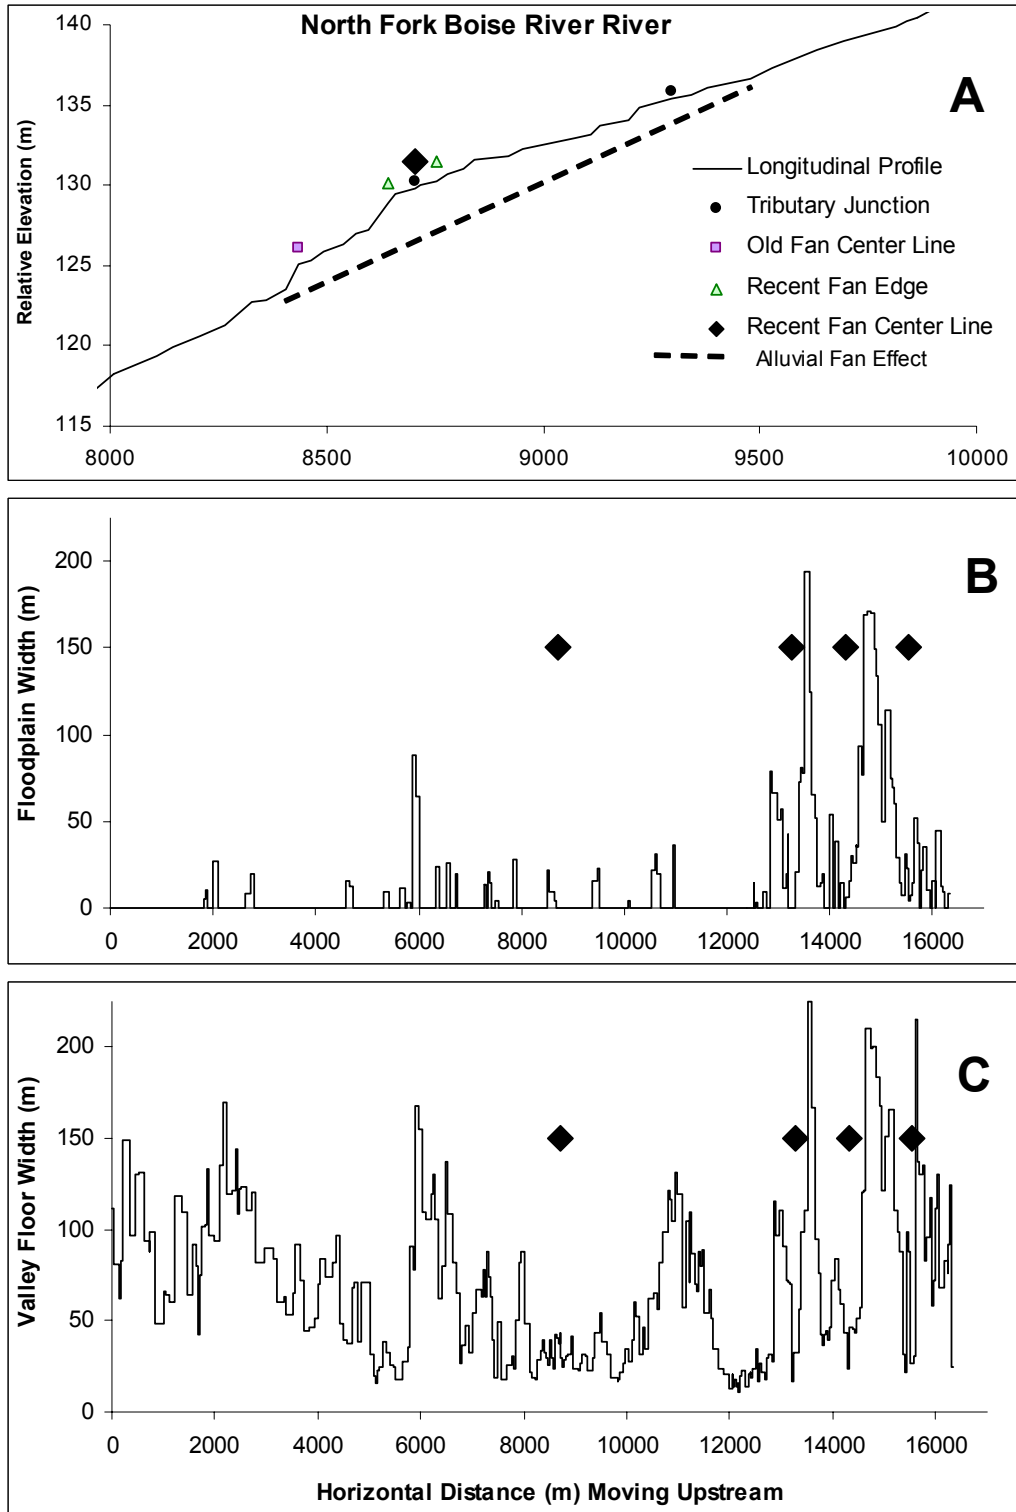 North Fork Boise River River
A
Relative Elevation (m)
140
135
130
125
120
115
8000
8500
9000
9500
10000
Longitudinal Profile
Tributary Junction
Old Fan Center Line
Recent Fan Edge
Recent Fan Center Line
Alluvial Fan Effect
B
Floodplain Width (m)
200
150
100
50
0
0
2000
4000
6000
8000
10000
12000
14000
16000
C
Valley Floor Width (m)
200
150
100
50
0
0
2000
4000
6000
8000
10000
12000
14000
16000
Horizontal Distance (m) Moving Upstream